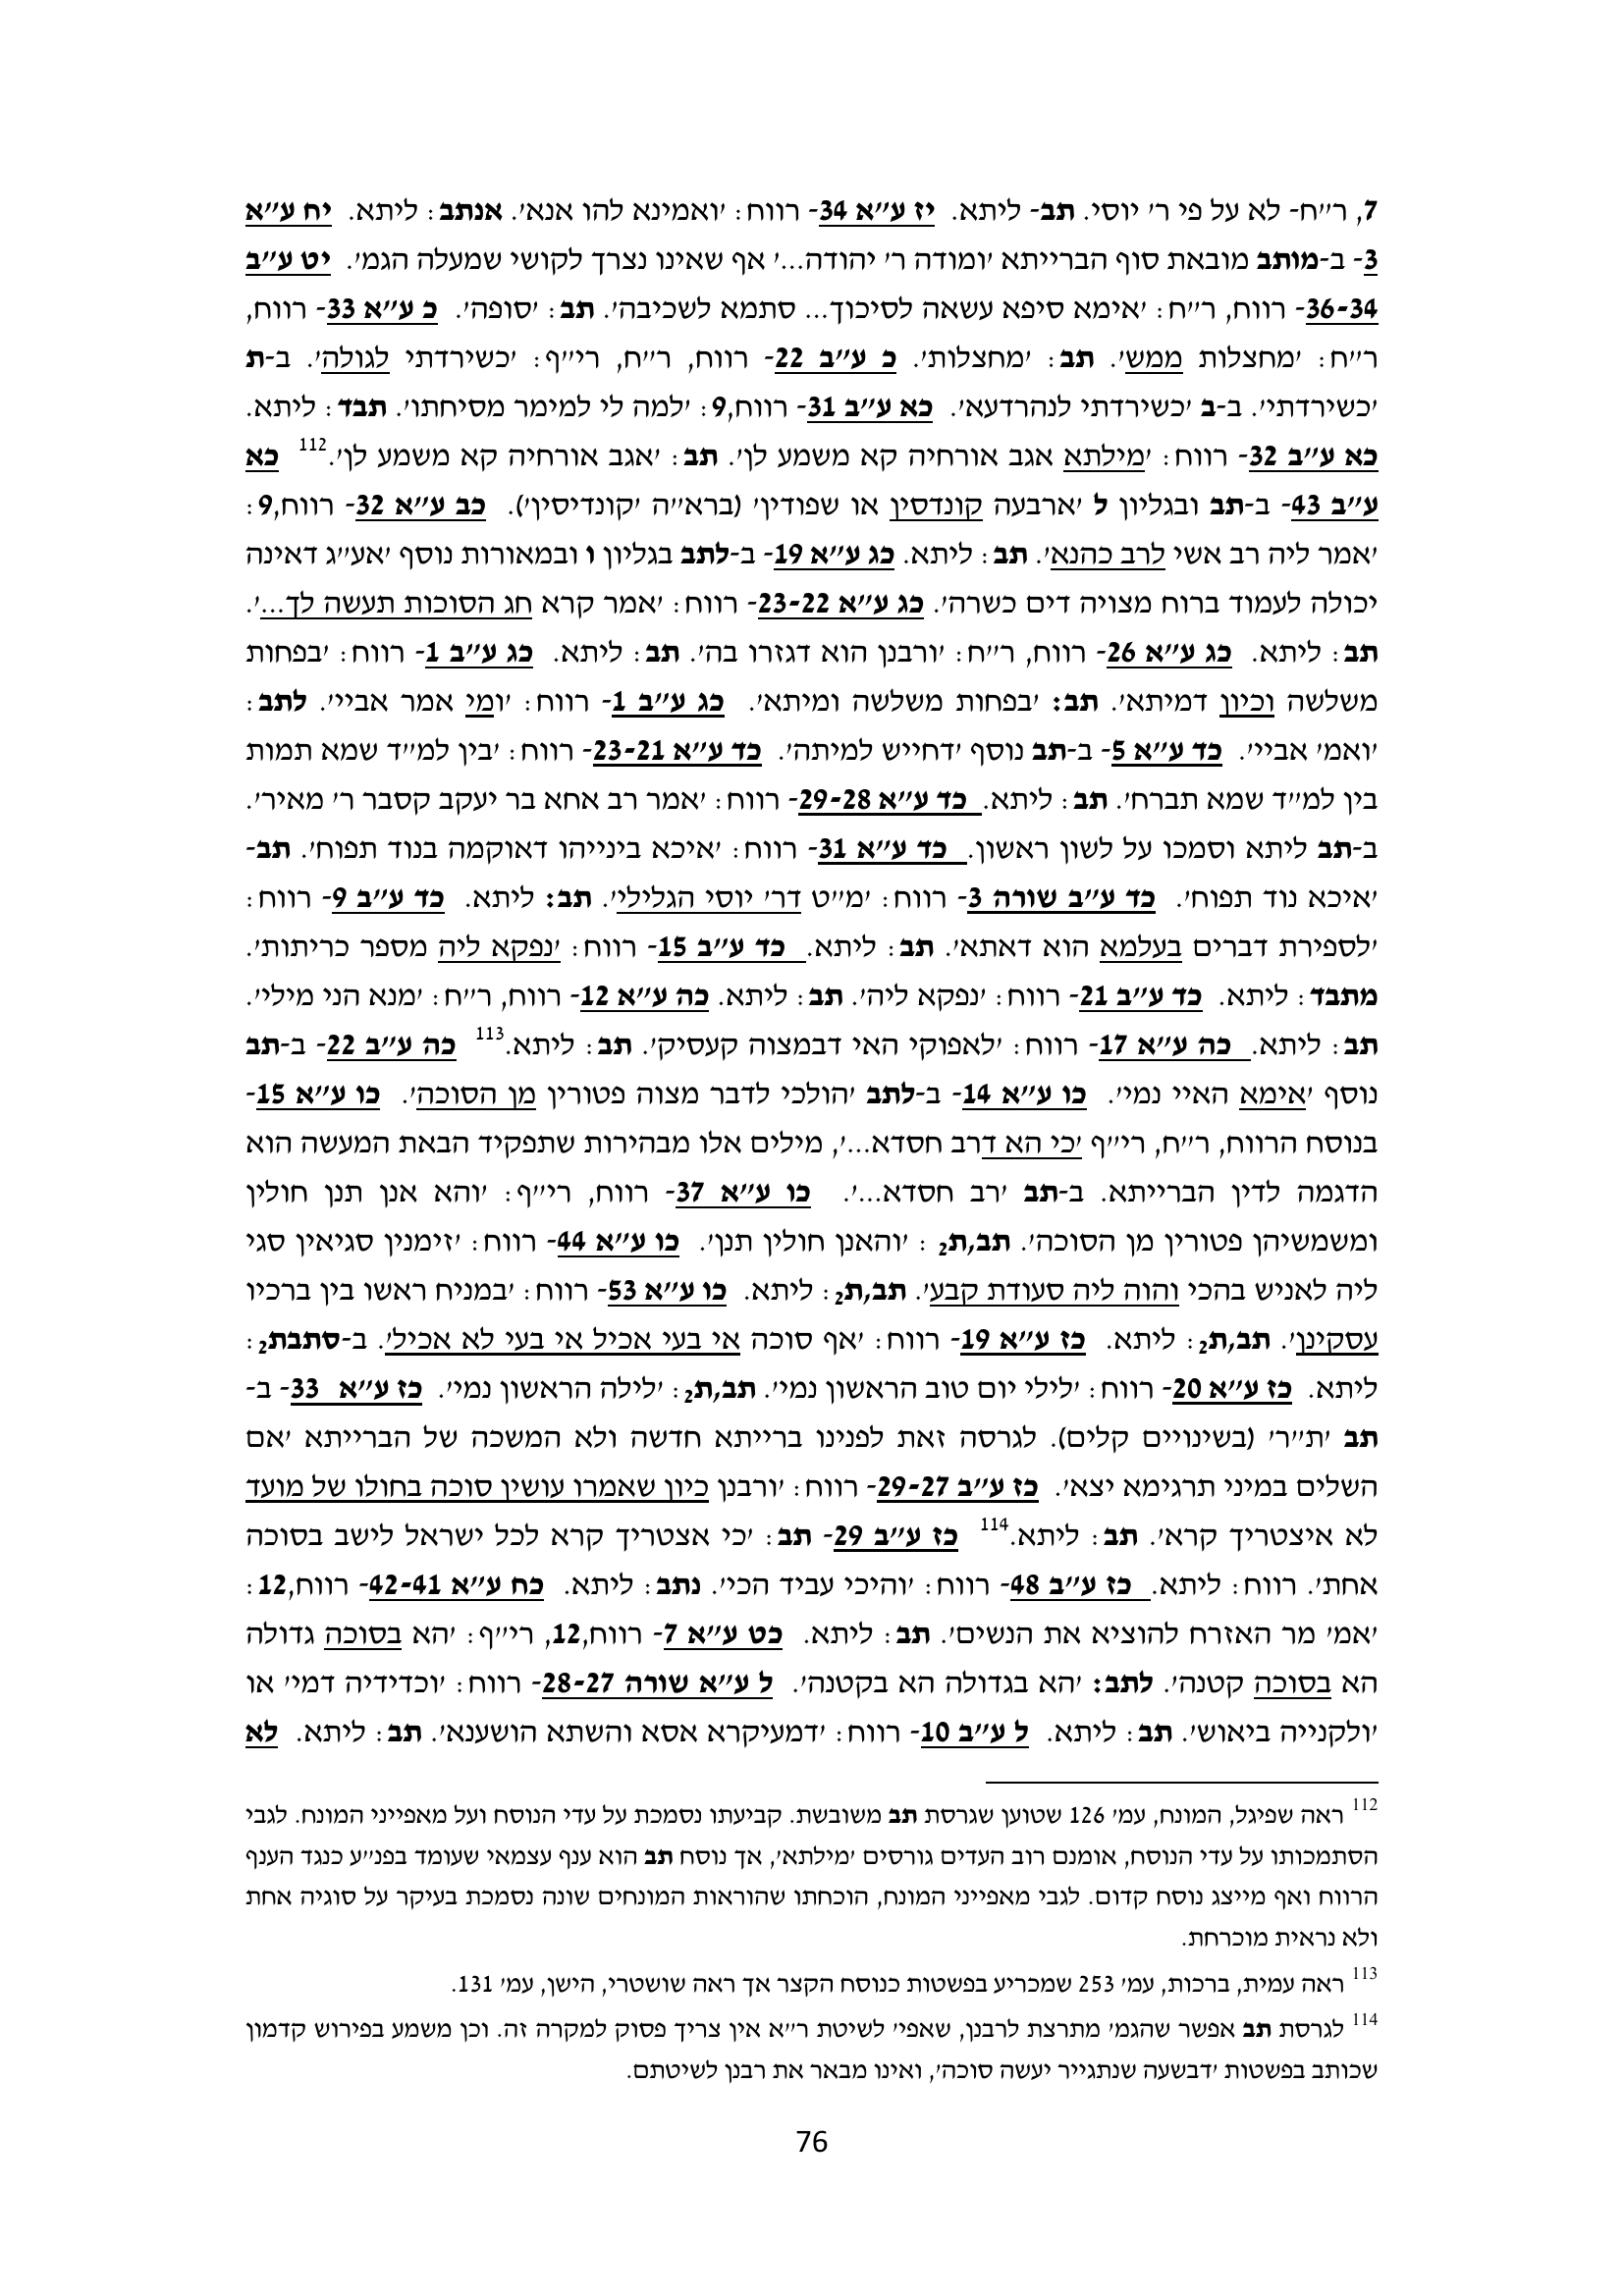 7, ר״ח- לא על פי ר׳ יוסי. תב- ליתא. יז ע״א 34- רווח: ׳ואמינא להו אנא׳. אנתב: ליתא. יח ע״א
3- ב-מותב מובאת סוף הברייתא ׳ומודה ר׳ יהודה...׳ אף שאינו נצרך לקושי שמעלה הגמ׳. יט ע״ב
36-34- רווח, ר״ח: ׳אימא סיפא עשאה לסיכוך... סתמא לשכיבה׳. תב: ׳סופה׳. כ ע״א 33- רווח,
ר״ח: ׳מחצלות ממש׳. תב: ׳מחצלות׳. כ ע״ב 22- רווח, ר״ח, רי״ף: ׳כשירדתי לגולה׳. ב-ת
׳כשירדתי׳. ב-ב ׳כשירדתי לנהרדעא׳. כא ע״ב 31- רווח,9: ׳למה לי למימר מסיחתו׳. תבד: ליתא.
כא ע״ב 32- רווח: ׳מילתא אגב אורחיה קא משמע לן׳. תב: ׳אגב אורחיה קא משמע לן׳.112 כא
ע״ב 43- ב-תב ובגליון ל ׳ארבעה קונדסין או שפודין׳ (ברא״ה ׳קונדיסין׳). כב ע״א 32- רווח,9:
׳אמר ליה רב אשי לרב כהנא׳. תב: ליתא. כג ע״א 19- ב-לתב בגליון ו ובמאורות נוסף ׳אע״ג דאינה
יכולה לעמוד ברוח מצויה דים כשרה׳. כג ע״א 23-22- רווח: ׳אמר קרא חג הסוכות תעשה לך...׳.
תב: ליתא. כג ע״א 26- רווח, ר״ח: ׳ורבנן הוא דגזרו בה׳. תב: ליתא. כג ע״ב 1- רווח: ׳בפחות
משלשה וכיון דמיתא׳. תב: ׳בפחות משלשה ומיתא׳. כג ע״ב 1- רווח: ׳ומי אמר אביי׳. לתב:
׳ואמ׳ אביי׳. כד ע״א 5- ב-תב נוסף ׳דחייש למיתה׳. כד ע״א 23-21- רווח: ׳בין למ״ד שמא תמות
בין למ״ד שמא תברח׳. תב: ליתא. כד ע״א 29-28- רווח: ׳אמר רב אחא בר יעקב קסבר ר׳ מאיר׳.
ב-תב ליתא וסמכו על לשון ראשון. כד ע״א 31- רווח: ׳איכא בינייהו דאוקמה בנוד תפוח׳. תב-
׳איכא נוד תפוח׳. כד ע״ב שורה 3- רווח: ׳מ״ט דר׳ יוסי הגלילי׳. תב: ליתא. כד ע״ב 9- רווח:
׳לספירת דברים בעלמא הוא דאתא׳. תב: ליתא. כד ע״ב 15- רווח: ׳נפקא ליה מספר כריתות׳.
מתבד: ליתא. כד ע״ב 21- רווח: ׳נפקא ליה׳. תב: ליתא. כה ע״א 12- רווח, ר״ח: ׳מנא הני מילי׳.
תב: ליתא. כה ע״א 17- רווח: ׳לאפוקי האי דבמצוה קעסיק׳. תב: ליתא.113 כה ע״ב 22- ב-תב
נוסף ׳אימא האיי נמי׳. כו ע״א 14- ב-לתב ׳הולכי לדבר מצוה פטורין מן הסוכה׳. כו ע״א 15-
בנוסח הרווח, ר״ח, רי״ף ׳כי הא דרב חסדא...׳, מילים אלו מבהירות שתפקיד הבאת המעשה הוא
הדגמה לדין הברייתא. ב-תב ׳רב חסדא...׳. כו ע״א 37- רווח, רי״ף: ׳והא אנן תנן חולין
ומשמשיהן פטורין מן הסוכה׳. תב,ת2 : ׳והאנן חולין תנן׳. כו ע״א 44- רווח: ׳זימנין סגיאין סגי
ליה לאניש בהכי והוה ליה סעודת קבע׳. תב,ת2: ליתא. כו ע״א 53- רווח: ׳במניח ראשו בין ברכיו
עסקינן׳. תב,ת2: ליתא. כז ע״א 19- רווח: ׳אף סוכה אי בעי אכיל אי בעי לא אכיל׳. ב-סתבת2:
ליתא. כז ע״א 20- רווח: ׳לילי יום טוב הראשון נמי׳. תב,ת2: ׳לילה הראשון נמי׳. כז ע״א 33- ב-
תב ׳ת״ר׳ (בשינויים קלים). לגרסה זאת לפנינו ברייתא חדשה ולא המשכה של הברייתא ׳אם
השלים במיני תרגימא יצא׳. כז ע״ב 29-27- רווח: ׳ורבנן כיון שאמרו עושין סוכה בחולו של מועד
לא איצטריך קרא׳. תב: ליתא.114 כז ע״ב 29- תב: ׳כי אצטריך קרא לכל ישראל לישב בסוכה
אחת׳. רווח: ליתא. כז ע״ב 48- רווח: ׳והיכי עביד הכי׳. נתב: ליתא. כח ע״א 42-41- רווח,12:
׳אמ׳ מר האזרח להוציא את הנשים׳. תב: ליתא. כט ע״א 7- רווח,12, רי״ף: ׳הא בסוכה גדולה
הא בסוכה קטנה׳. לתב: ׳הא בגדולה הא בקטנה׳. ל ע״א שורה 28-27- רווח: ׳וכדידיה דמי׳ או
׳ולקנייה ביאוש׳. תב: ליתא. ל ע״ב 10- רווח: ׳דמעיקרא אסא והשתא הושענא׳. תב: ליתא. לא
112 ראה שפיגל, המונח, עמ׳ 126 שטוען שגרסת תב משובשת. קביעתו נסמכת על עדי הנוסח ועל מאפייני המונח. לגבי
הסתמכותו על עדי הנוסח, אומנם רוב העדים גורסים ׳מילתא׳, אך נוסח תב הוא ענף עצמאי שעומד בפנ״ע כנגד הענף
הרווח ואף מייצג נוסח קדום. לגבי מאפייני המונח, הוכחתו שהוראות המונחים שונה נסמכת בעיקר על סוגיה אחת
ולא נראית מוכרחת.
113 ראה עמית, ברכות, עמ׳ 253 שמכריע בפשטות כנוסח הקצר אך ראה שושטרי, הישן, עמ׳ 131.
114 לגרסת תב אפשר שהגמ׳ מתרצת לרבנן, שאפי׳ לשיטת ר״א אין צריך פסוק למקרה זה. וכן משמע בפירוש קדמון
שכותב בפשטות ׳דבשעה שנתגייר יעשה סוכה׳, ואינו מבאר את רבנן לשיטתם.
76